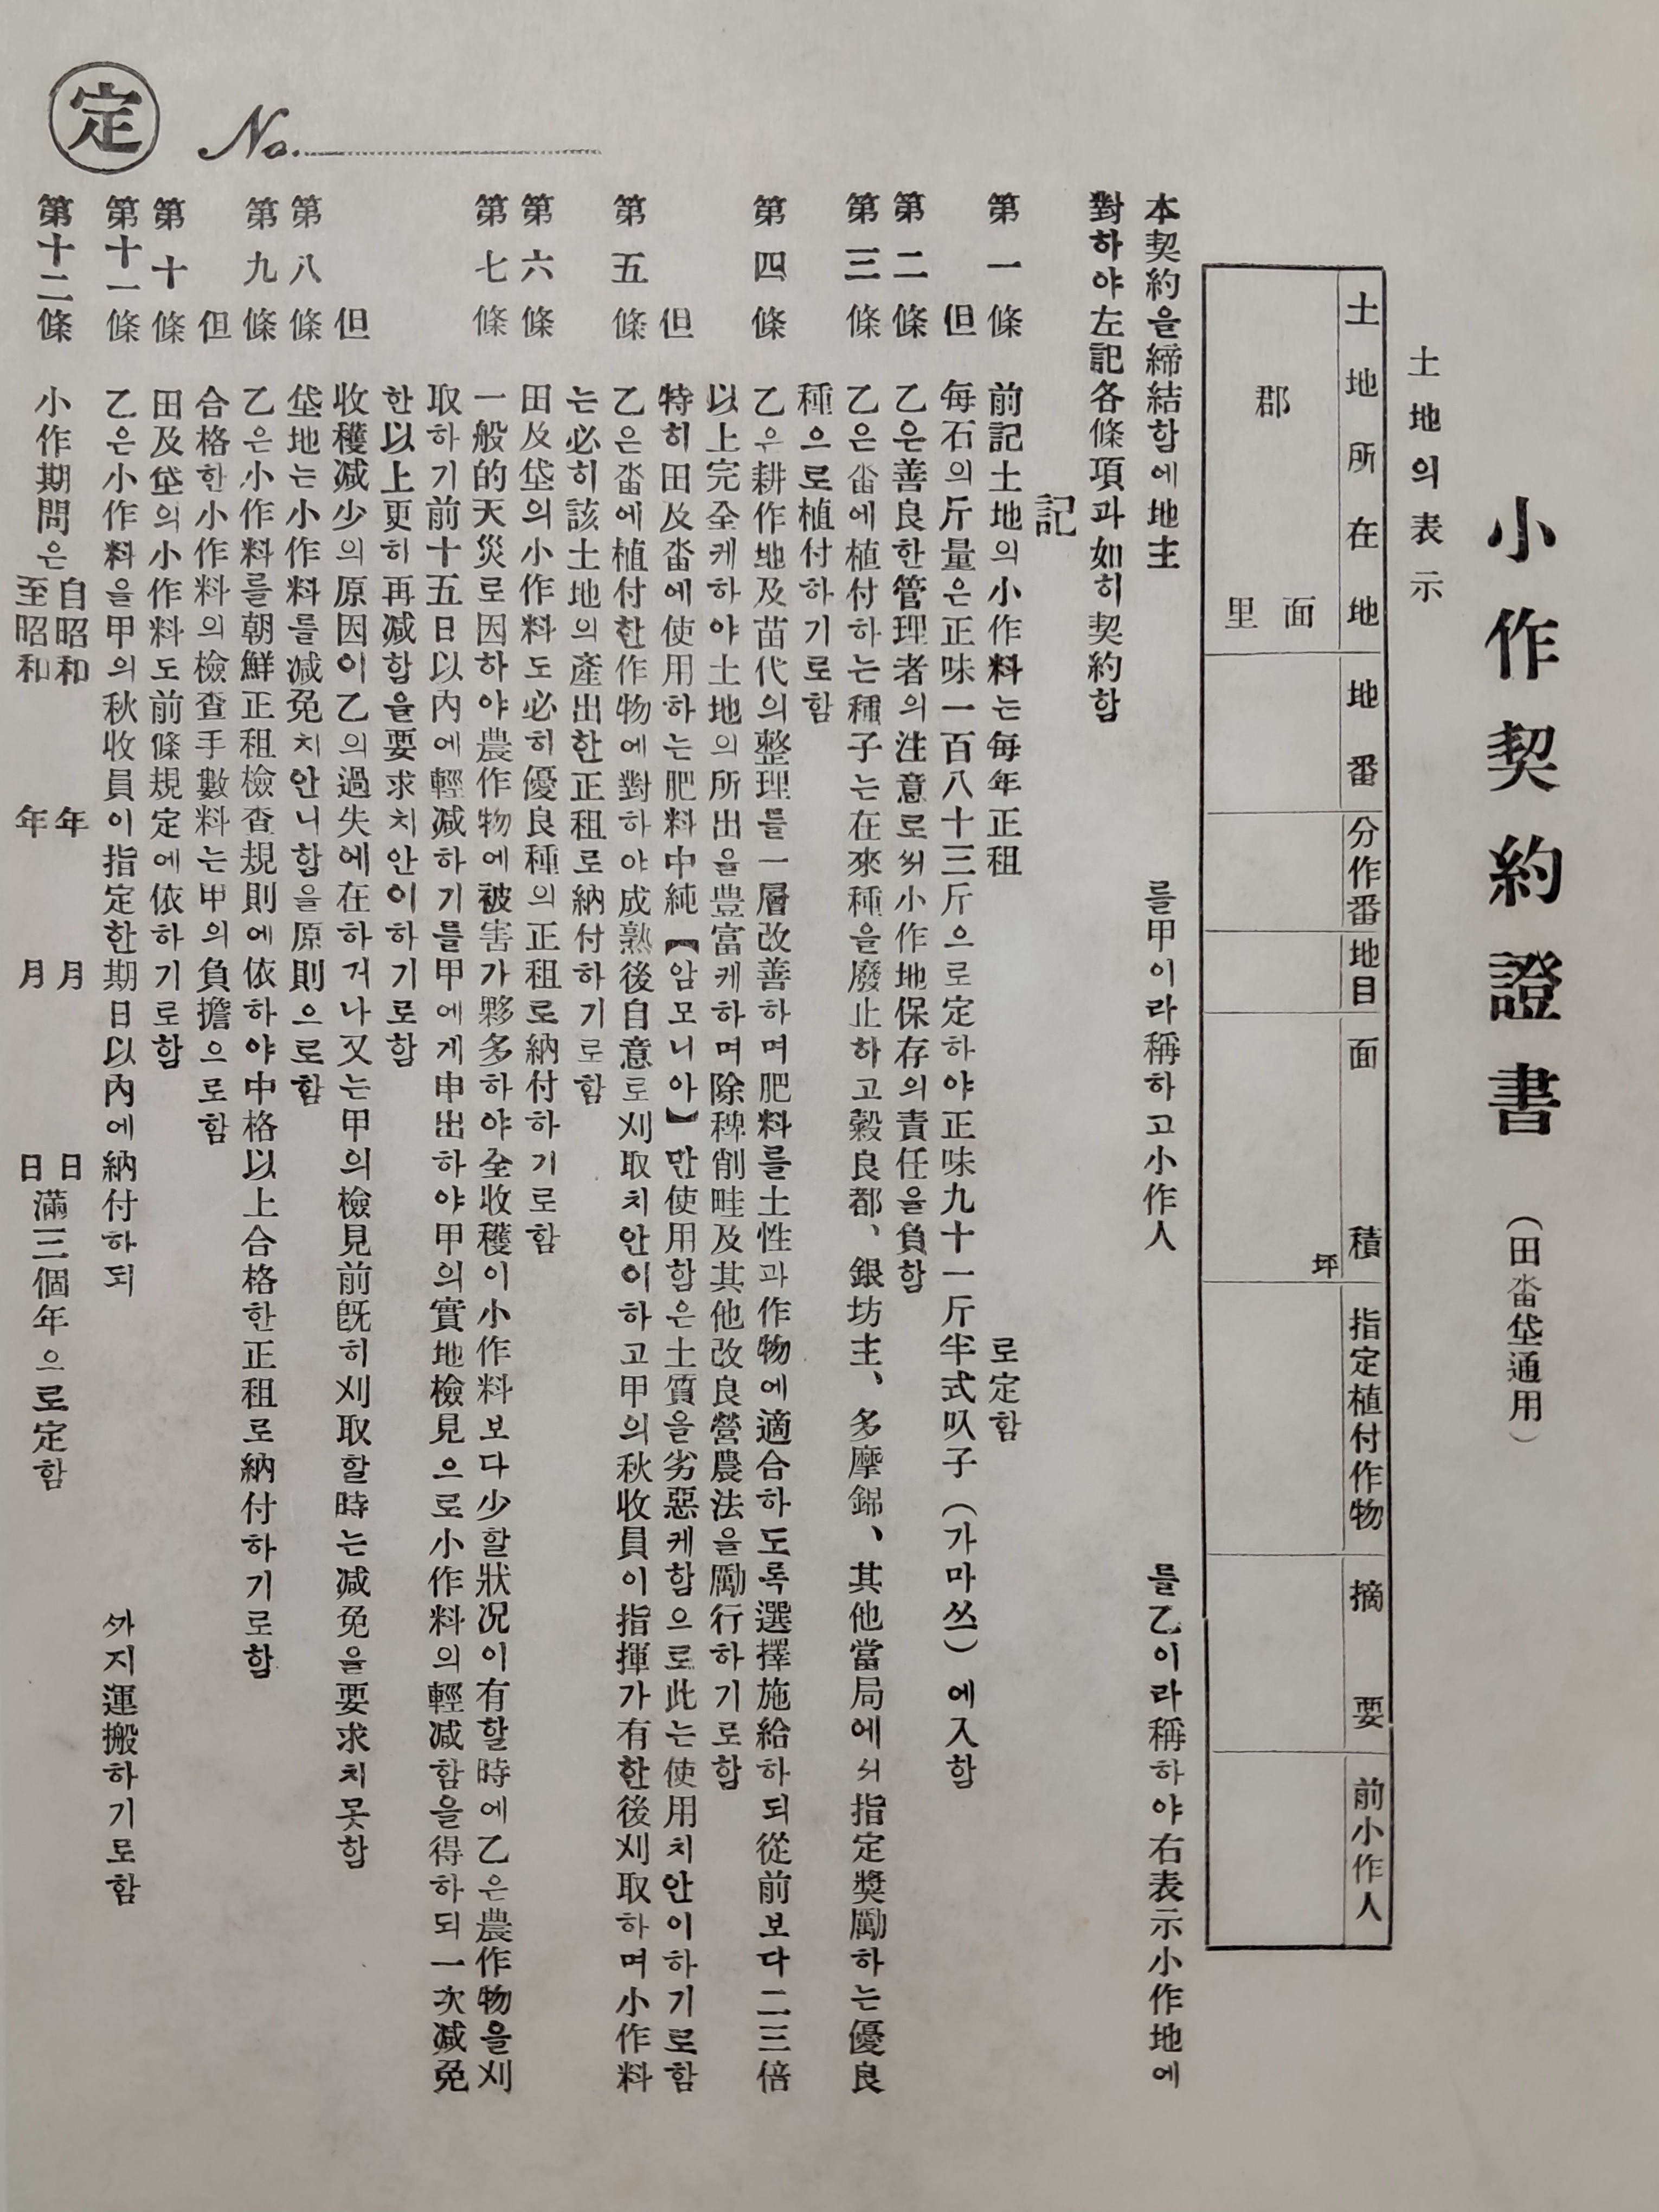 小作契約證書 (田畓垈通用)
土地의表示
土地所在地 地番 分作番 地目 面積 指定植付作物 摘要 前小作人
郡 面 里 坪
本契約을締結함에地主 를甲이라稱하고小作人 를乙이라稱하야右表示小作地에
對하야左記各條項과如히契約함
記
第一條 前記土地의小作料는每年正租 로定함
但 每石의斤量은正味一百八十三斤으로定하야正味九十一斤半式叺子(가마쓰)에入함
第二條 乙은善良한管理者의注意로써小作地保存의責任을負함
第三條 乙은畓에植付하는種子는在來種을廢止하고穀良都、銀坊主、多摩錦、其他當局에서指定奬勵하는優良
種으로植付하기로함
第四條 乙은耕作地及苗代의整理를一層改善하며肥料를土性과作物에適合하도록選擇施給하되從前보다二三倍
以上完全케하야土地의所出을豊富케하며除稗削畦及其他改良營農法을勵行하기로함
但 特히田及畓에使用하는肥料中純【암모니아】만使用함은土質을劣惡케함으로此는使用치안이하기로함
第五條 乙은畓에植付한作物에對하야成熟後自意로刈取치안이하고甲의秋收員이指揮가有한後刈取하며小作料
는必히該土地의產出한正租로納付하기로함
第六條 田及垈의小作料도必히優良種의正租로納付하기로함
第七條 一般的天災로因하야農作物에被害가夥多하야全收穫이小作料보다少할狀况이有할時에乙은農作物을刈
取하기前十五日以內에輕减하기를甲에게申出하야甲의實地檢見으로小作料의輕减함을得하되一次减免
한以上更히再减함을要求치안이하기로함
但 收穫减少의原因이乙의過失에在하거나又는甲의檢見前旣히刈取할時는减免을要求치못함
第八條 垈地는小作料를减免치안니함을原則으로함
第九條 乙은小作料를朝鮮正租檢査規則에依하야中格以上合格한正租로納付하기로함
但 合格한小作料의檢查手數料는甲의負擔으로함
第十條 田及垈의小作料도前條規定에依하기로함
第十一條 乙은小作料을甲의秋收員이指定한期日以內에納付하되 까지運搬하기로함
第十二條 小作期間은 自昭和 年 月 日 至昭和 年 月 日 滿三個年으로定함
定 No.